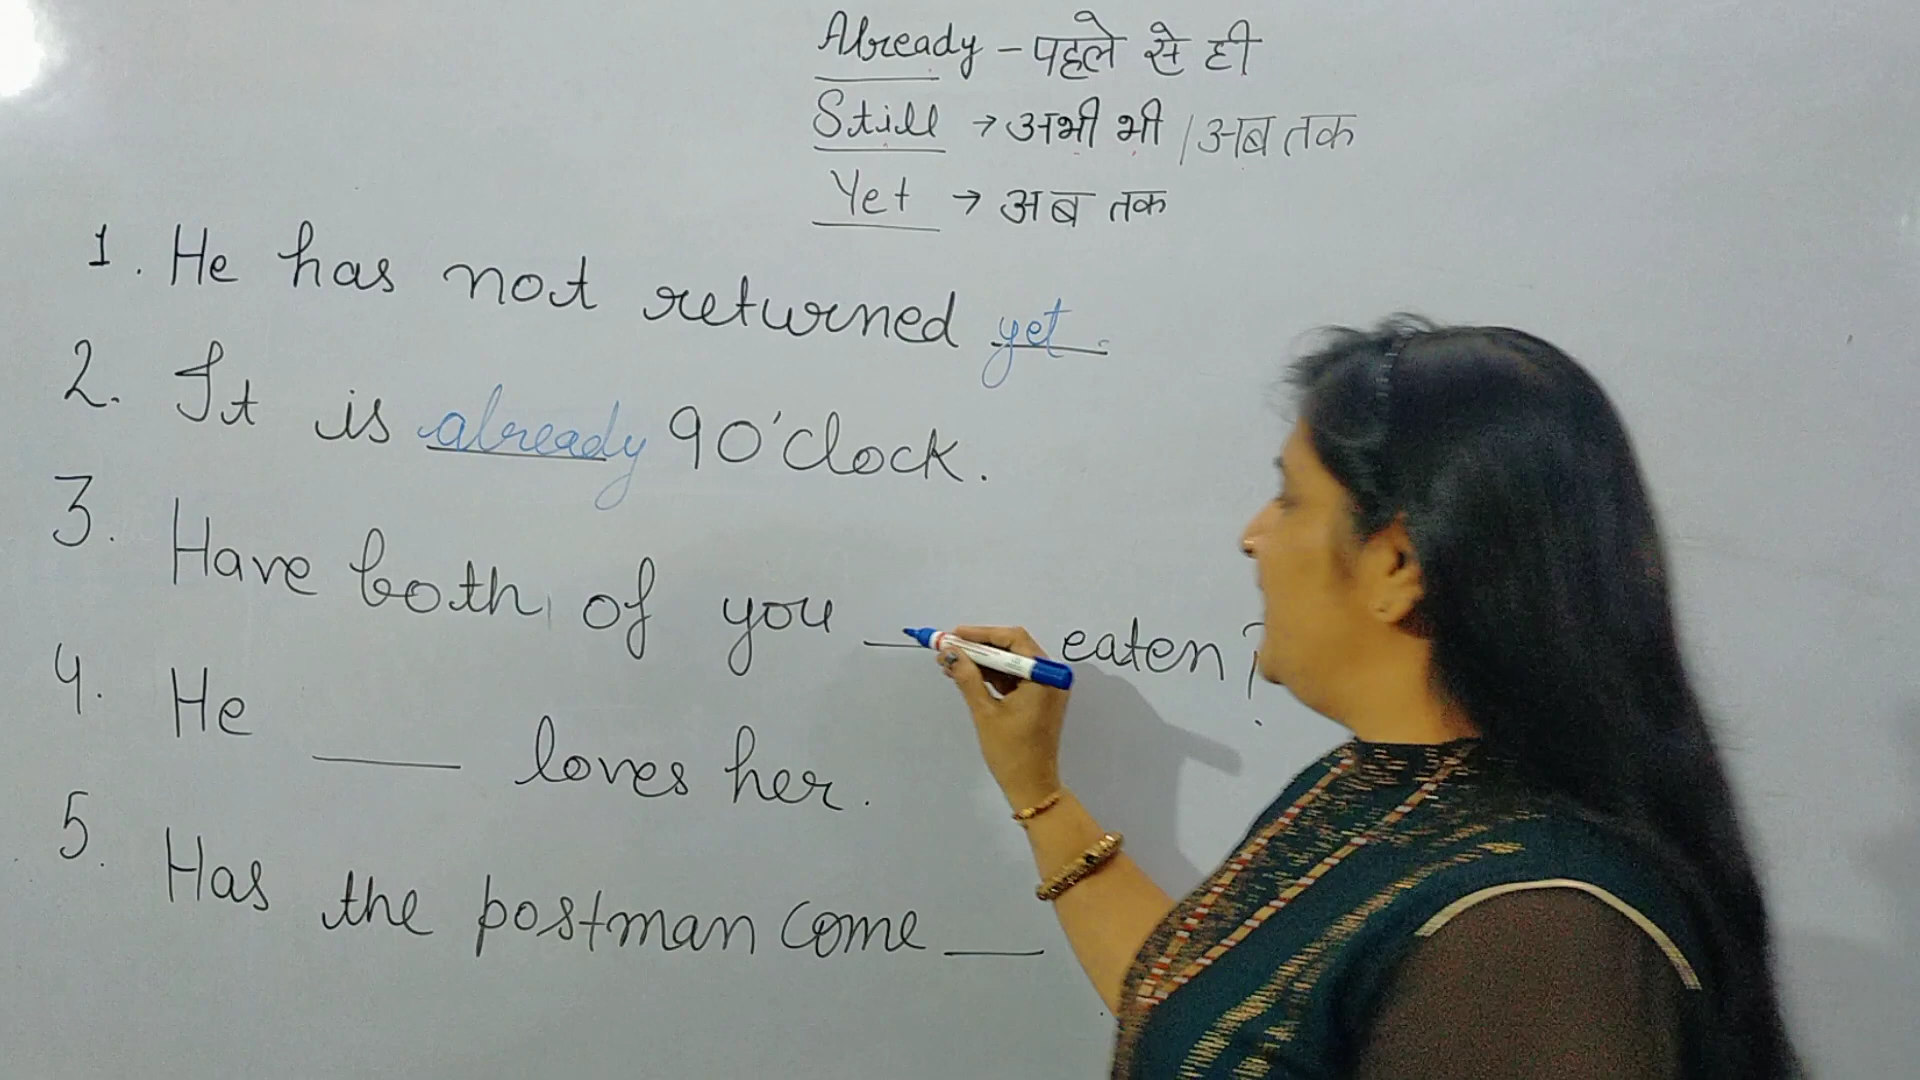 Already - पहले से ही
Still → अभी भी / अब तक
Yet → अब तक
1. He has not returned yet.
2. It is already 9 O'clock.
3. Have both of you ___ eaten?
4. He ___ loves her.
5. Has the postman come ___